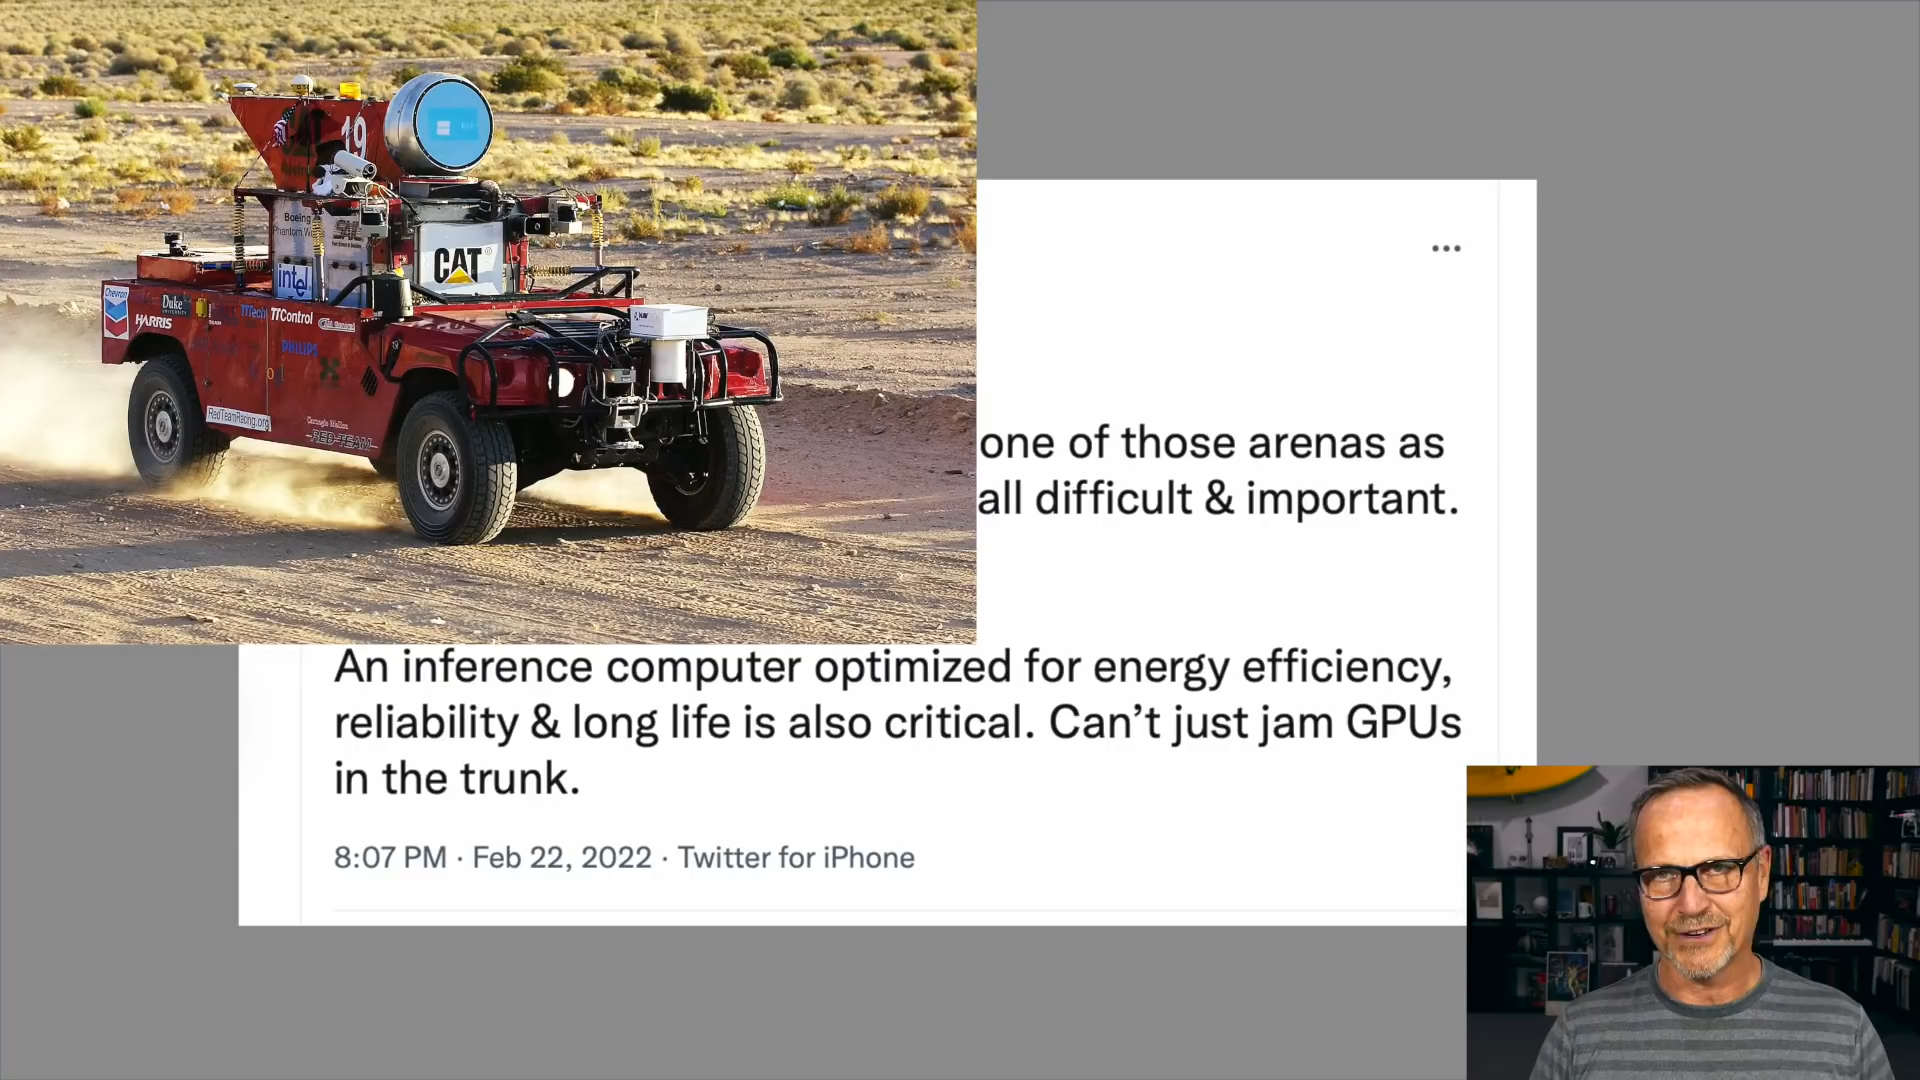 19
Boeing
CAT
intel
Chevron
Duke
HARRIS
TTTech
TTControl
PHILIPS
RedTeamRacing.org
Carnegie Mellon
RED TEAM
one of those arenas as
all difficult & important.
An inference computer optimized for energy efficiency,
reliability & long life is also critical. Can’t just jam GPUs
in the trunk.
8:07 PM · Feb 22, 2022 · Twitter for iPhone